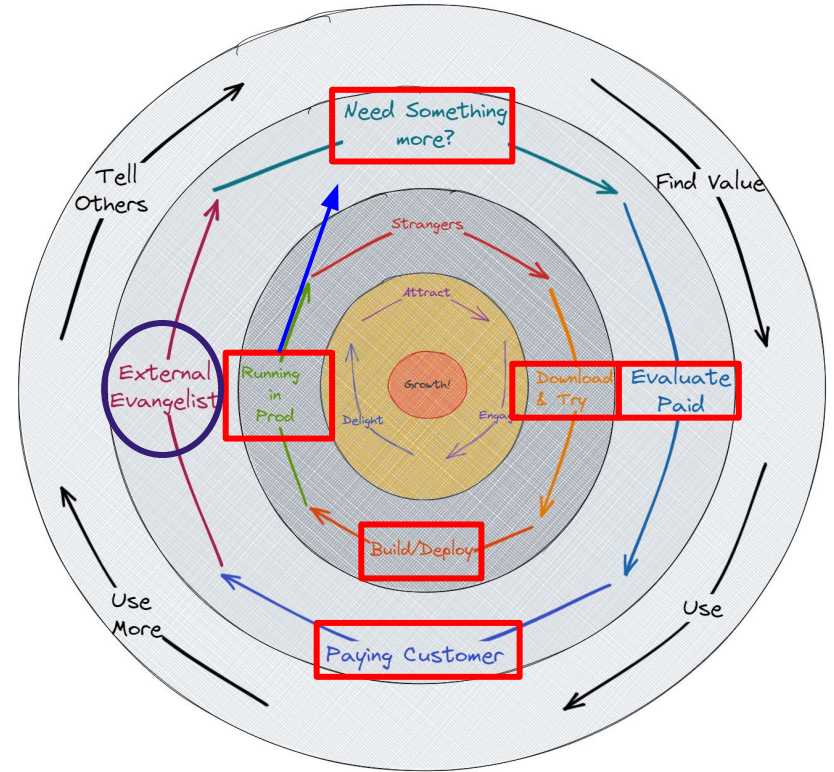 Need Something
more?
Tell
Others
Find Value
Strangers
Attract
External
Evangelist
Running
in
Prod
Growth!
Download
& Try
Evaluate
Paid
Delight
Engag
Build/Deploy
Use
More
Use
Paying Customer